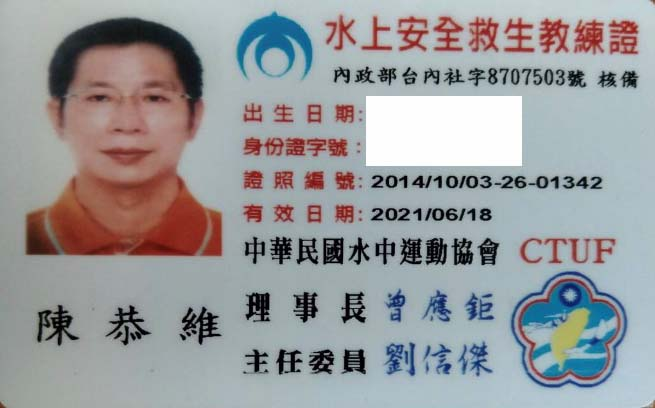 水上安全救生教練證
內政部台內社字8707503號 核備
出生日期:
身份證字號:
證照編號: 2014/10/03-26-01342
有效日期: 2021/06/18
中華民國水中運動協會 CTUF
陳恭維
理事長 曾應鉅
主任委員 劉信傑